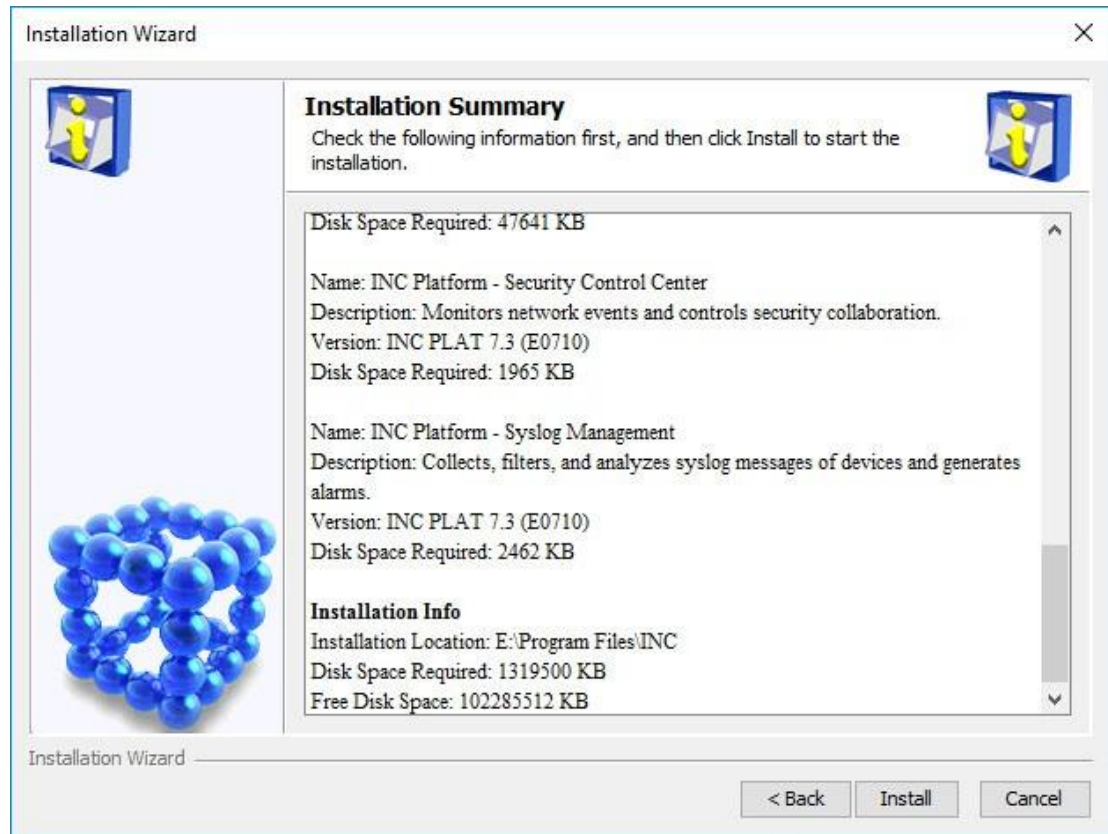 Installation Wizard
Installation Summary
Check the following information first, and then click Install to start the
installation.
Disk Space Required: 47641 KB
Name: INC Platform - Security Control Center
Description: Monitors network events and controls security collaboration.
Version: INC PLAT 7.3 (E0710)
Disk Space Required: 1965 KB
Name: INC Platform - Syslog Management
Description: Collects, filters, and analyzes syslog messages of devices and generates
alarms.
Version: INC PLAT 7.3 (E0710)
Disk Space Required: 2462 KB
Installation Info
Installation Location: E:\Program Files\INC
Disk Space Required: 1319500 KB
Free Disk Space: 102285512 KB
Installation Wizard
< Back Install Cancel